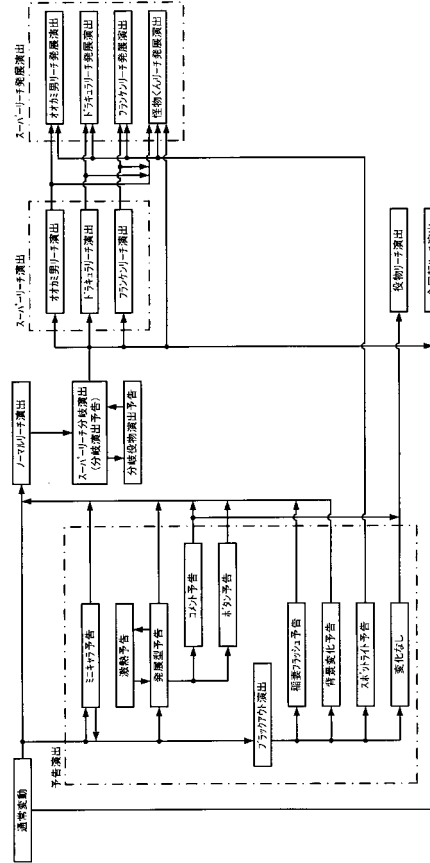 通常変動
予告演出
ミニキャラ予告
激熱予告
発展型予告
コメント予告
ボタン予告
ブラックアウト演出
稲妻フラッシュ予告
背景変化予告
スポットライト予告
変化なし
ノーマルリーチ演出
スーパーリーチ分岐演出
(分岐演出予告)
分岐役物演出予告
スーパーリーチ演出
オオカミ男リーチ演出
ドラキュラリーチ演出
フランケンリーチ演出
役物リーチ演出
スーパーリーチ発展演出
オオカミ男リーチ発展演出
ドラキュラリーチ発展演出
フランケンリーチ発展演出
怪物くんリーチ発展演出